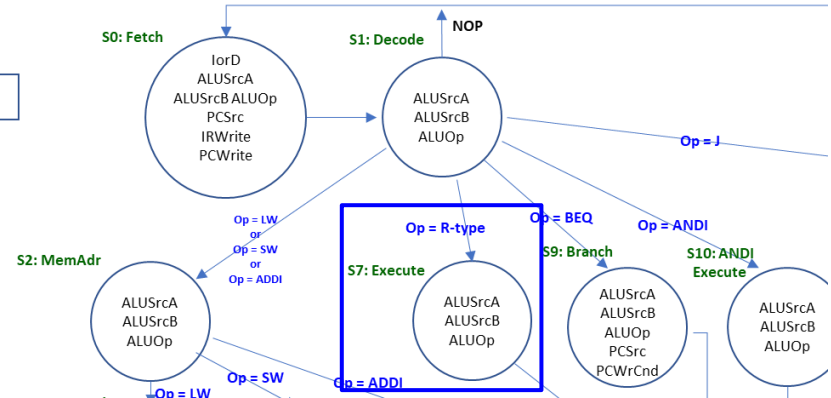 NOP
S0: Fetch
S1: Decode
IorD
ALUSrcA
ALUSrcB ALUOp
PCSrc
IRWrite
PCWrite
ALUSrcA
ALUSrcB
ALUOp
Op = J
Op = LW
or
Op = SW
or
Op = ADDI
Op = R-type
Op = BEQ
Op = ANDI
S2: MemAdr
S7: Execute
S9: Branch
S10: ANDI
Execute
ALUSrcA
ALUSrcB
ALUOp
ALUSrcA
ALUSrcB
ALUOp
ALUSrcA
ALUSrcB
ALUOp
PCSrc
PCWrCnd
ALUSrcA
ALUSrcB
ALUOp
Op = LW
Op = SW
Op = ADDI